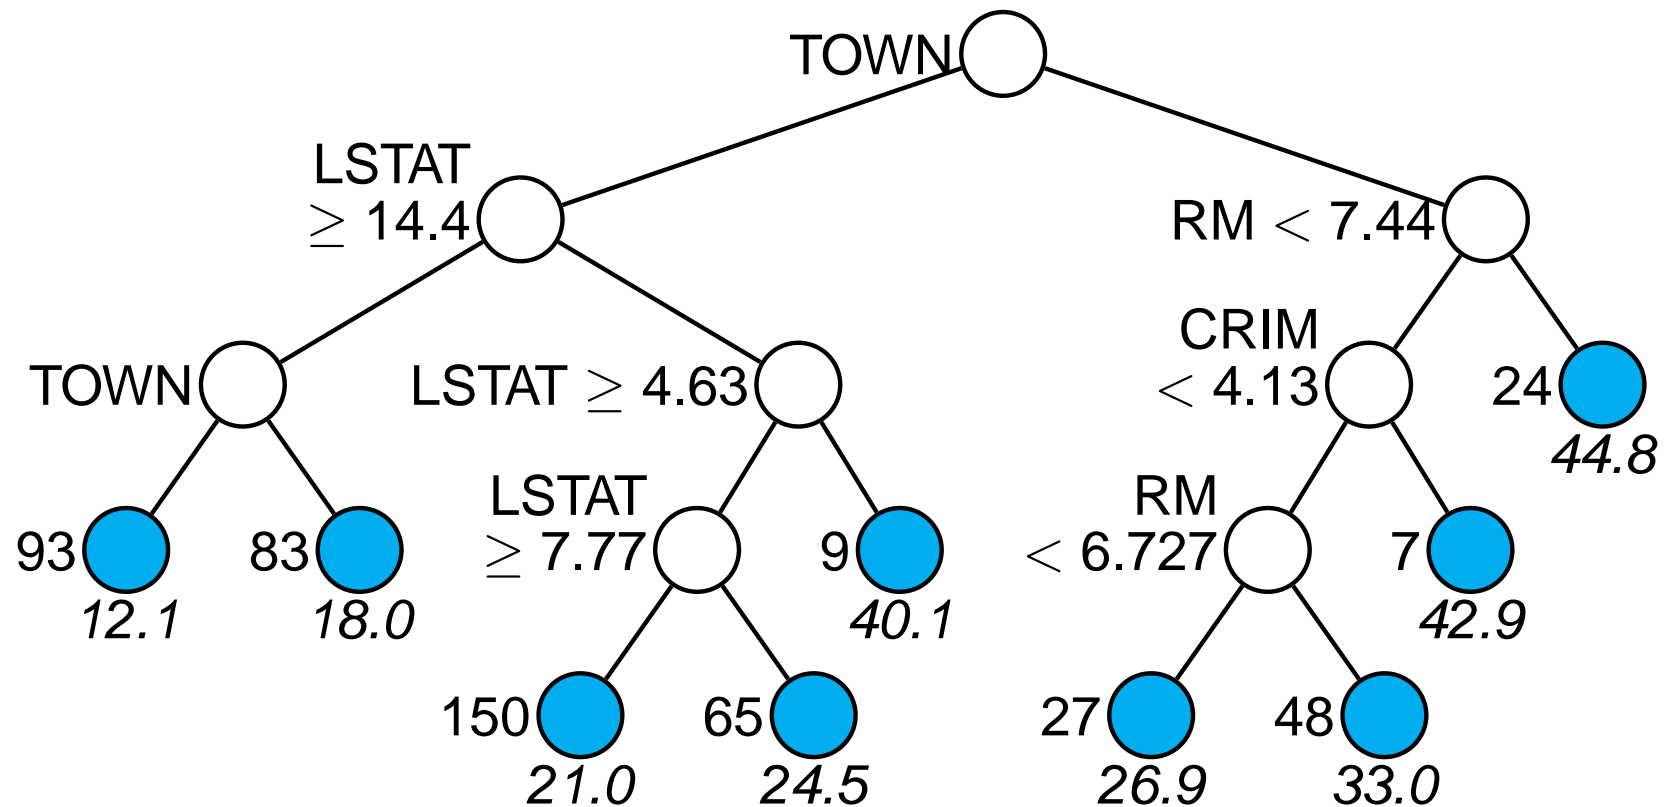 TOWN
LSTAT
≥ 14.4
RM < 7.44
CRIM
< 4.13
TOWN
LSTAT ≥ 4.63
24
44.8
LSTAT
≥ 7.77
RM
< 6.727
93
12.1
83
18.0
9
40.1
7
42.9
150
21.0
65
24.5
27
26.9
48
33.0